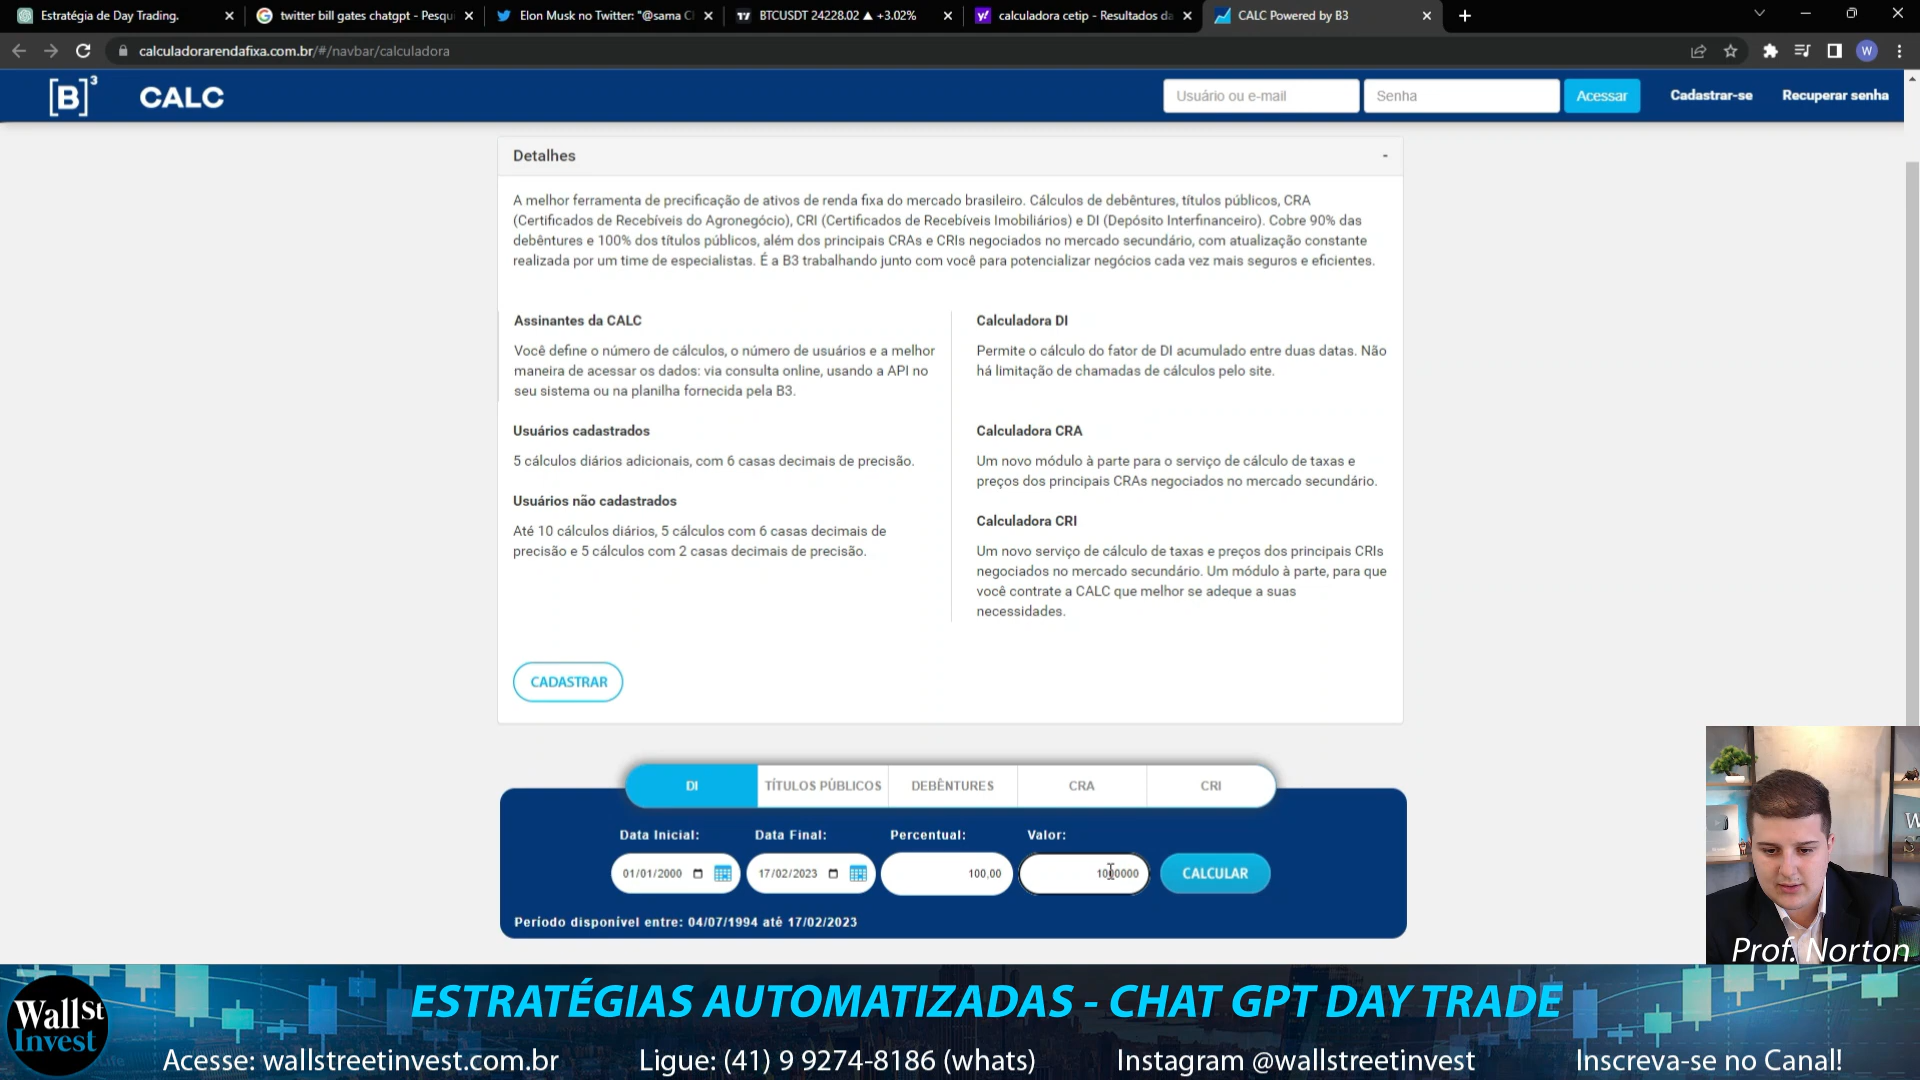 Estratégia de Day Trading.
twitter bill gates chatgpt - Pesqu
Elon Musk no Twitter: "@sama C
BTCUSDT 24228.02 ▲ +3.02%
calculadora cetip - Resultados da
CALC Powered by B3
calculadorarendafixa.com.br/#/navbar/calculadora
W
[B]³ CALC
Usuário ou e-mail
Senha
Acessar
Cadastrar-se
Recuperar senha
Detalhes
-
A melhor ferramenta de precificação de ativos de renda fixa do mercado brasileiro. Cálculos de debêntures, títulos públicos, CRA
(Certificados de Recebíveis do Agronegócio), CRI (Certificados de Recebíveis Imobiliários) e DI (Depósito Interfinanceiro). Cobre 90% das
debêntures e 100% dos títulos públicos, além dos principais CRAs e CRIs negociados no mercado secundário, com atualização constante
realizada por um time de especialistas. É a B3 trabalhando junto com você para potencializar negócios cada vez mais seguros e eficientes.
Assinantes da CALC
Você define o número de cálculos, o número de usuários e a melhor
maneira de acessar os dados: via consulta online, usando a API no
seu sistema ou na planilha fornecida pela B3.
Usuários cadastrados
5 cálculos diários adicionais, com 6 casas decimais de precisão.
Usuários não cadastrados
Até 10 cálculos diários, 5 cálculos com 6 casas decimais de
precisão e 5 cálculos com 2 casas decimais de precisão.
Calculadora DI
Permite o cálculo do fator de DI acumulado entre duas datas. Não
há limitação de chamadas de cálculos pelo site.
Calculadora CRA
Um novo módulo à parte para o serviço de cálculo de taxas e
preços dos principais CRAs negociados no mercado secundário.
Calculadora CRI
Um novo serviço de cálculo de taxas e preços dos principais CRIs
negociados no mercado secundário. Um módulo à parte, para que
você contrate a CALC que melhor se adeque a suas
necessidades.
CADASTRAR
DI
TÍTULOS PÚBLICOS
DEBÊNTURES
CRA
CRI
Data Inicial:
Data Final:
Percentual:
Valor:
01/01/2000
17/02/2023
100,00
CALCULAR
Período disponível entre: 04/07/1994 até 17/02/2023
Prof. Norton
Wall St
Invest
ESTRATÉGIAS AUTOMATIZADAS - CHAT GPT DAY TRADE
Acesse: wallstreetinvest.com.br
Ligue: (41) 9 9274-8186 (whats)
Instagram @wallstreetinvest
Inscreva-se no Canal!